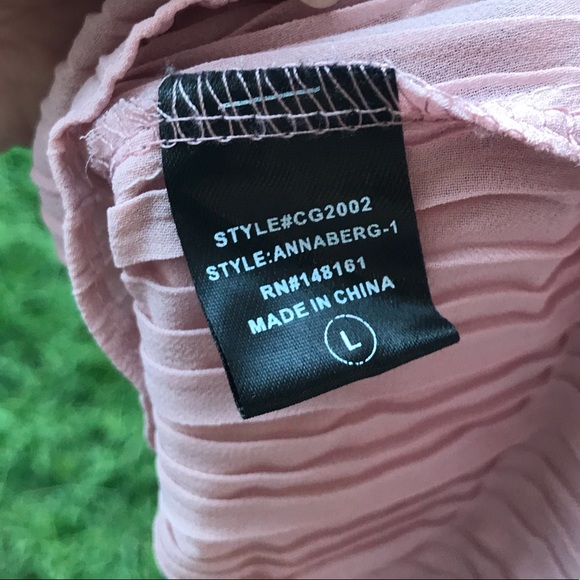 STYLE#CG2002
STYLE:ANNABERG-1
RN#148161
MADE IN CHINA
L